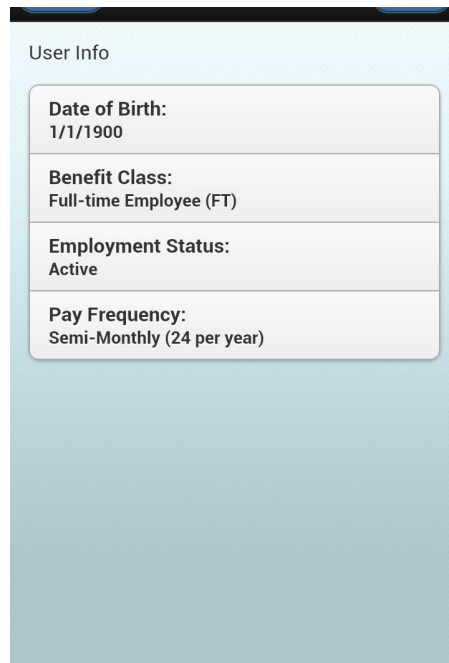 User Info
Date of Birth:
1/1/1900
Benefit Class:
Full-time Employee (FT)
Employment Status:
Active
Pay Frequency:
Semi-Monthly (24 per year)